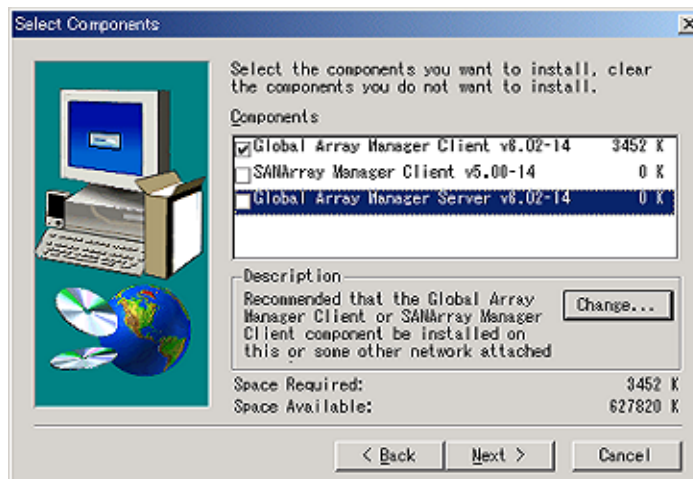 Select Components
Select the components you want to install, clear
the components you do not want to install.
Components
Global Array Manager Client v6.02-14 3452 K
SANArray Manager Client v5.00-14 0 K
Global Array Manager Server v6.02-14 0 K
Description
Recommended that the Global Array
Manager Client or SANArray Manager
Client component be installed on
this or some other network attached
Change...
Space Required: 3452 K
Space Available: 627820 K
< Back
Next >
Cancel